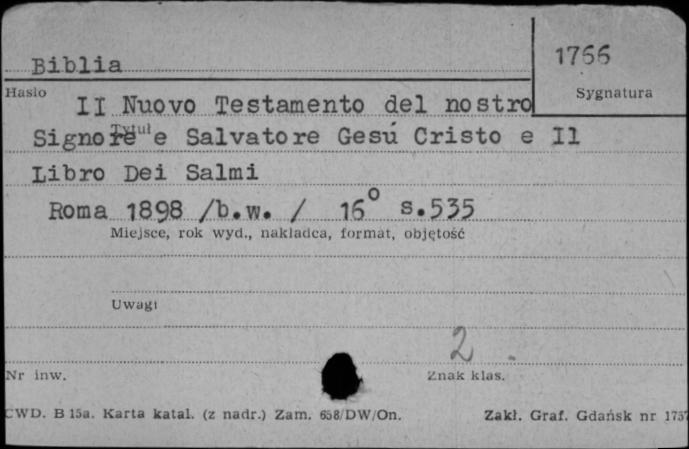 Biblia
1766
Hasło
Sygnatura
II Nuovo Testamento del nostro
Tytuł
Signore e Salvatore Gesú Cristo e Il
Libro Dei Salmi
Roma 1898 /b.w. / 16° s.535
Miejsce, rok wyd., nakładca, format, objętość
Uwagi
2
Nr inw.
Znak klas.
CWD. B 15a. Karta katal. (z nadr.) Zam. 658/DW/On.
Zakł. Graf. Gdańsk nr 1757